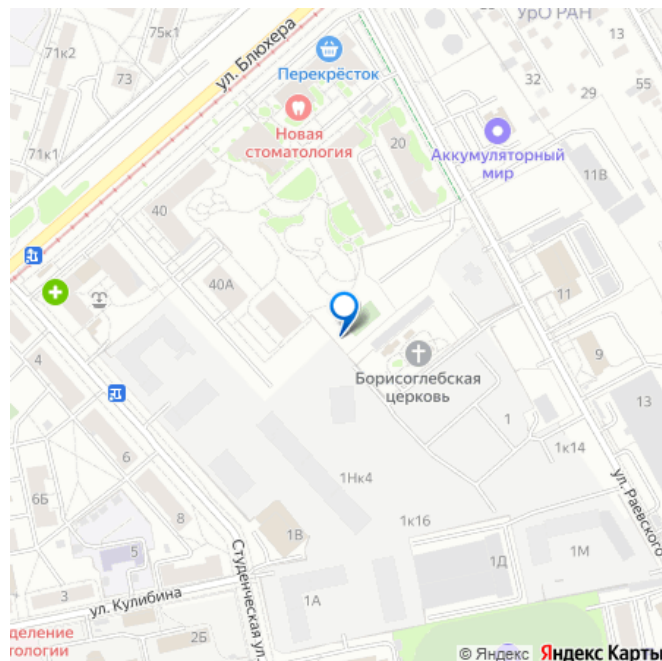 75к1
УрО РАН
71к2
ул. Блюхера
Перекрёсток
73
32
55
29
Новая
стоматология
20
Аккумуляторный
мир
71к1
11В
40
40А
11
4
9
Борисоглебская
церковь
13
1
6
1к14
1Нк4
6Б
8
1к16
ул. Раевского
1В
5
1Д
1М
Студенческая ул.
3
ул. Кулибина
1А
2Б
деление
тологии
© Яндекс Яндекс Карты